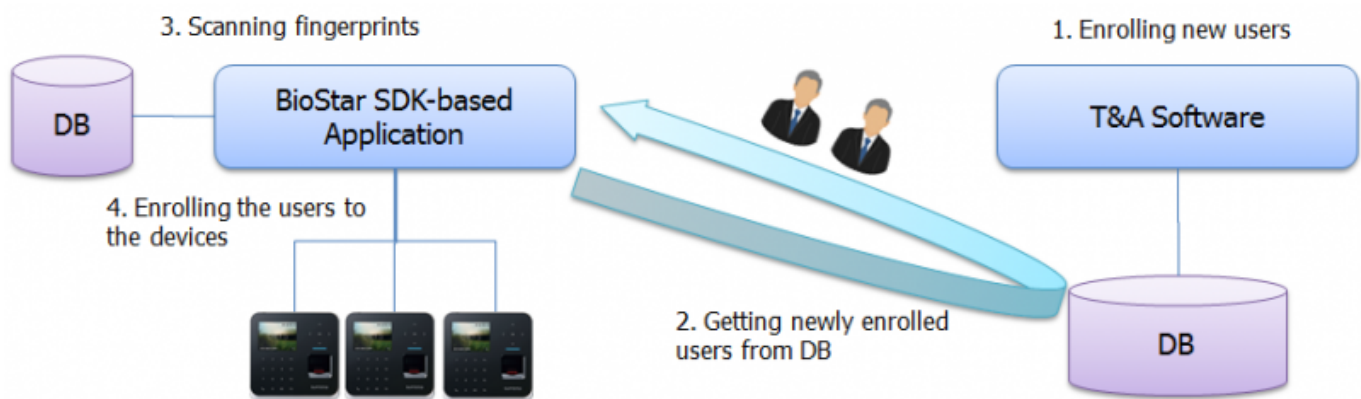 3. Scanning fingerprints
1. Enrolling new users
DB
BioStar SDK-based
Application
T&A Software
4. Enrolling the users to
the devices
2. Getting newly enrolled
users from DB
DB